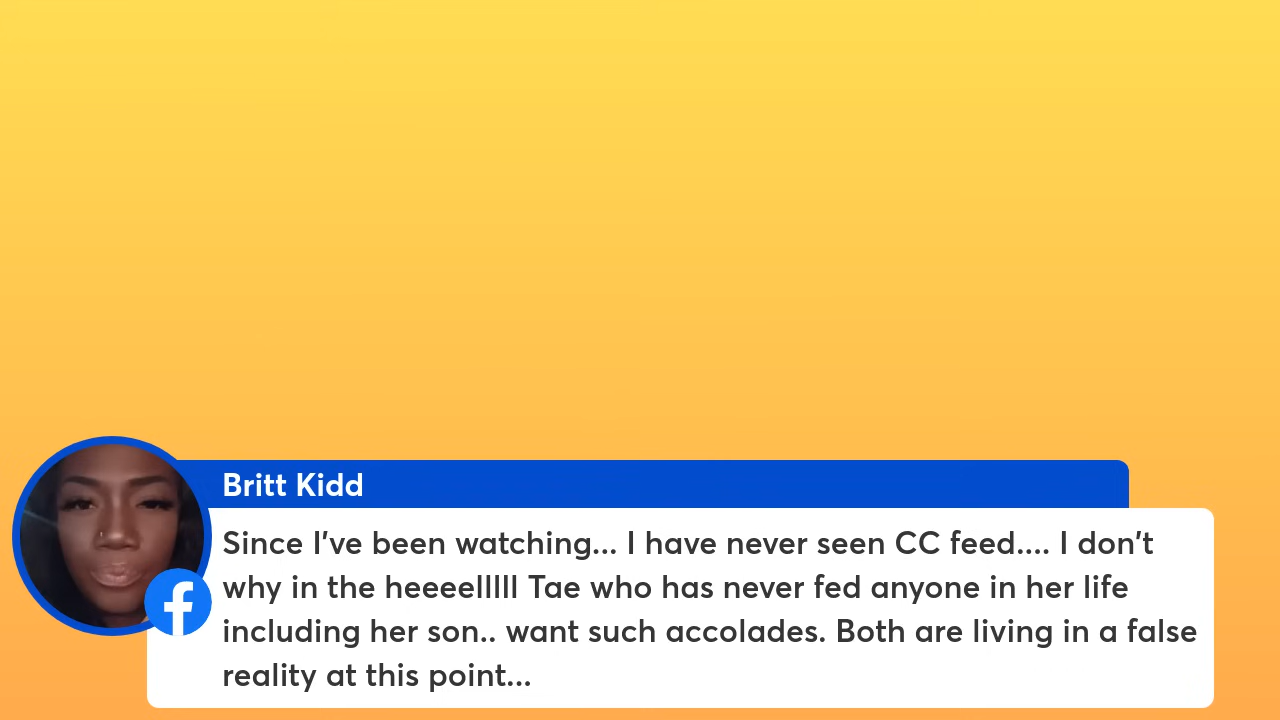 Britt Kidd
Since I've been watching... I have never seen CC feed.... I don't
why in the heeeelllll Tae who has never fed anyone in her life
including her son.. want such accolades. Both are living in a false
reality at this point...